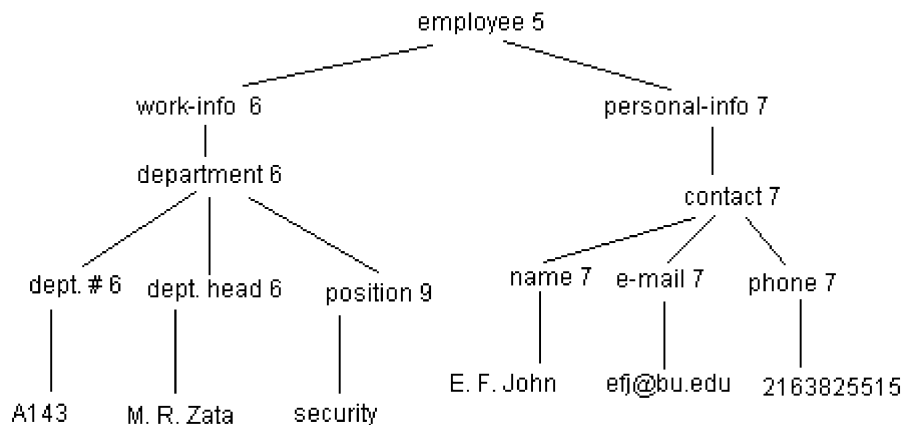 employee 5
work-info 6
personal-info 7
department 6
contact 7
dept. # 6
dept. head 6
position 9
name 7
e-mail 7
phone 7
A143
M. R. Zata
security
E. F. John
efj@bu.edu
2163825515